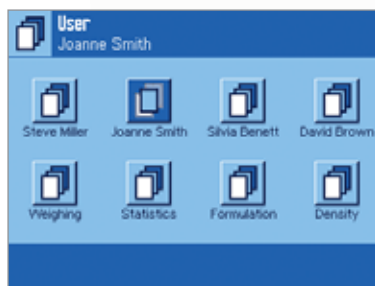 User
Joanne Smith
Steve Miller Joanne Smith Silvia Benett David Brown
Weighing Statistics Formulation Density